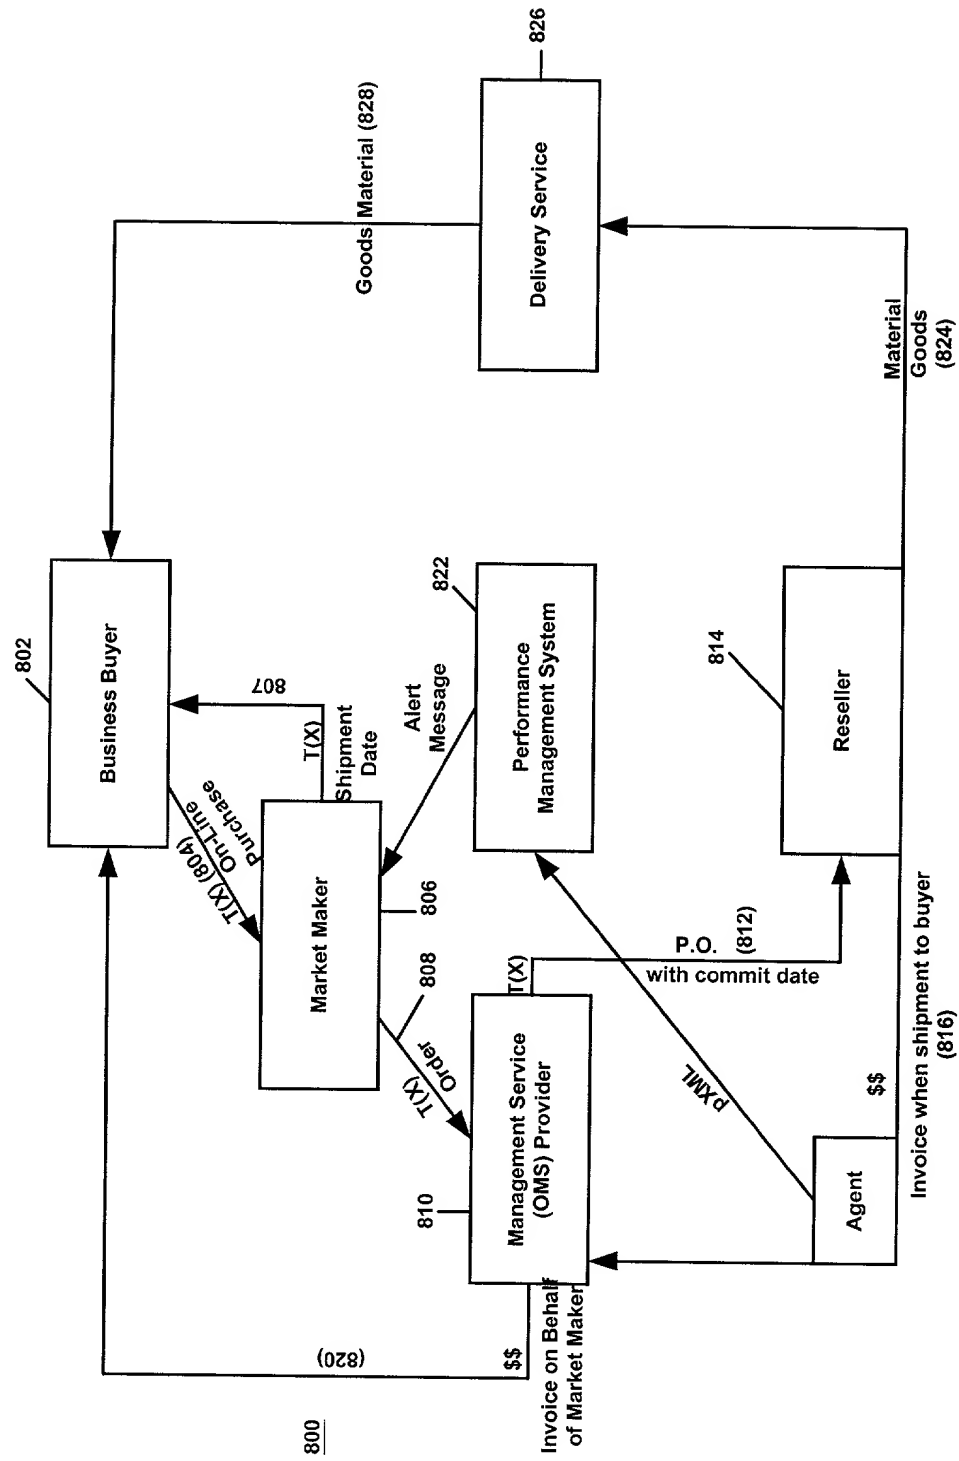 800
802
Business Buyer
(820)
T(X) (804) On-Line
Purchase
807
T(X)
Shipment
Date
Market Maker
806
Goods Material (828)
808
T(X) Order
Alert
Message
822
810
Management Service
(OMS) Provider
T(X)
Performance
Management System
Delivery Service
826
$$
Invoice on Behalf
of Market Maker
pXML
P.O. (812)
with commit date
814
Agent
$$
Reseller
Invoice when shipment to buyer
(816)
Material
Goods
(824)